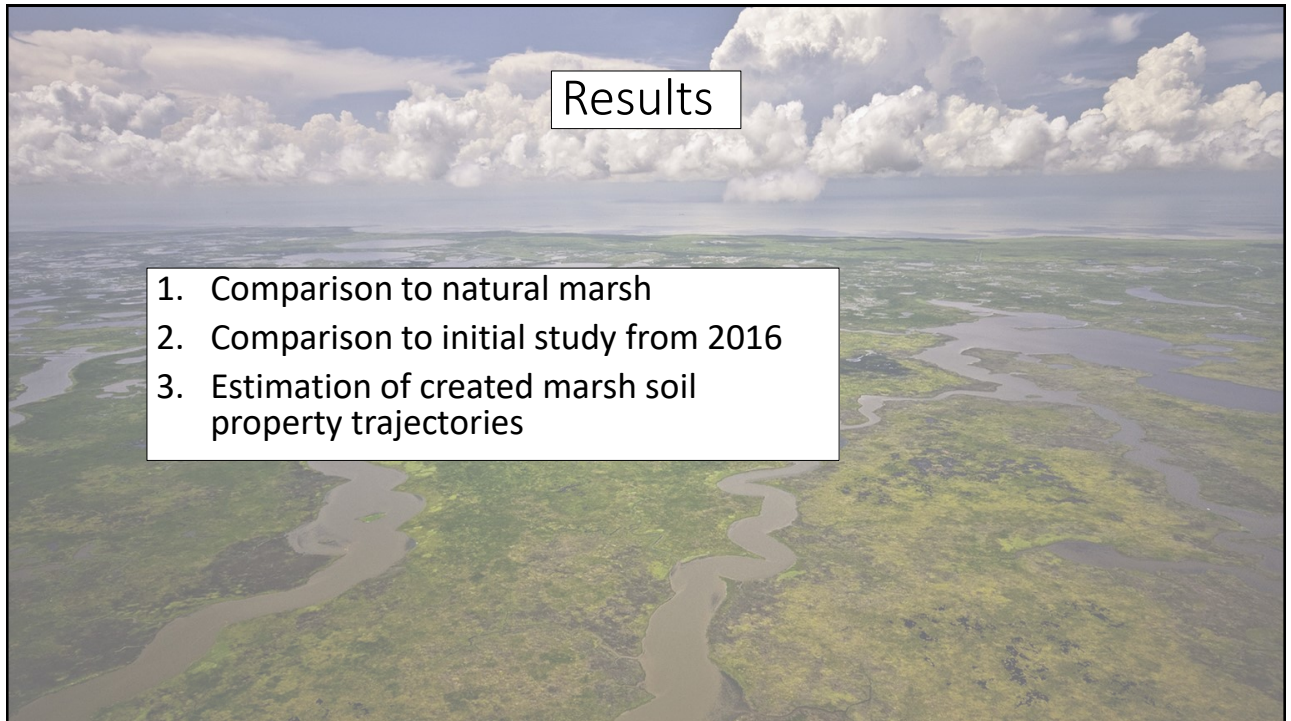 Results
1. Comparison to natural marsh
2. Comparison to initial study from 2016
3. Estimation of created marsh soil
property trajectories